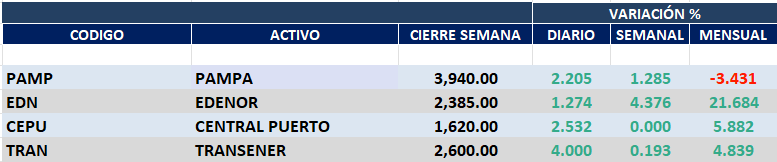 VARIACIÓN %
CODIGO ACTIVO CIERRE SEMANA DIARIO SEMANAL MENSUAL
PAMP PAMPA 3,940.00 2.205 1.285 -3.431
EDN EDENOR 2,385.00 1.274 4.376 21.684
CEPU CENTRAL PUERTO 1,620.00 2.532 0.000 5.882
TRAN TRANSENER 2,600.00 4.000 0.193 4.839